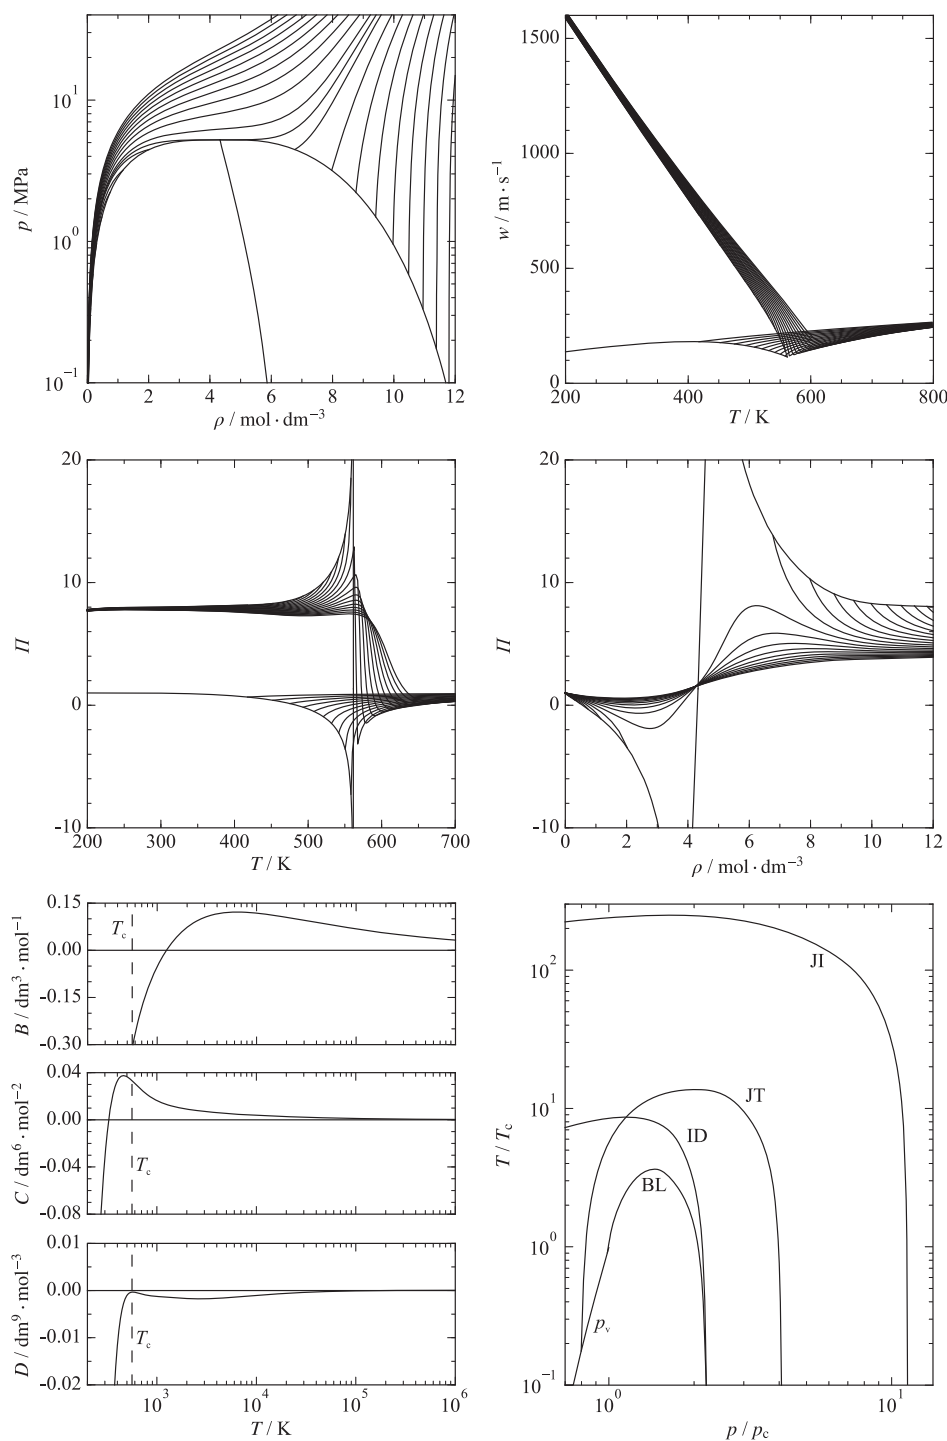 10¹
10⁰
10⁻¹
p / MPa
0 2 4 6 8 10 12
ρ / mol · dm⁻³
1500
1000
500
0
w / m · s⁻¹
200 400 600 800
T / K
20
10
0
-10
Π
200 300 400 500 600 700
T / K
20
10
0
-10
Π
0 2 4 6 8 10 12
ρ / mol · dm⁻³
0.15
0.00
-0.15
-0.30
B / dm³ · mol⁻¹
T_c
0.04
0.00
-0.04
-0.08
C / dm⁶ · mol⁻²
T_c
0.01
0.00
-0.01
-0.02
D / dm⁹ · mol⁻³
T_c
10³ 10⁴ 10⁵ 10⁶
T / K
10²
10¹
10⁰
10⁻¹
T / T_c
JI
JT
ID
BL
p_v
10⁰ 10¹
p / p_c